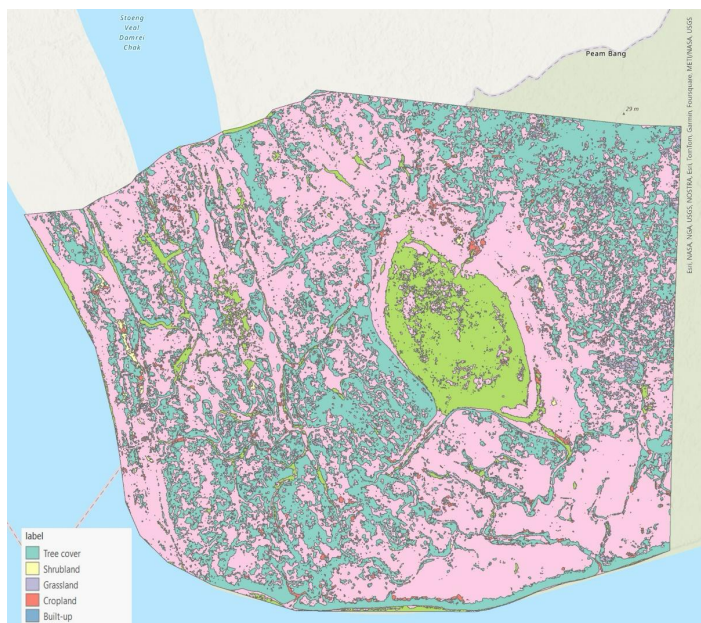 Stoeng
Veal
Damrei
Chak
Peam Bang
29 m
Esri, NASA, NGA, USGS, NOSTRA, Esri, TomTom, Garmin, Foursquare, METI/NASA, USGS
label
Tree cover
Shrubland
Grassland
Cropland
Built-up